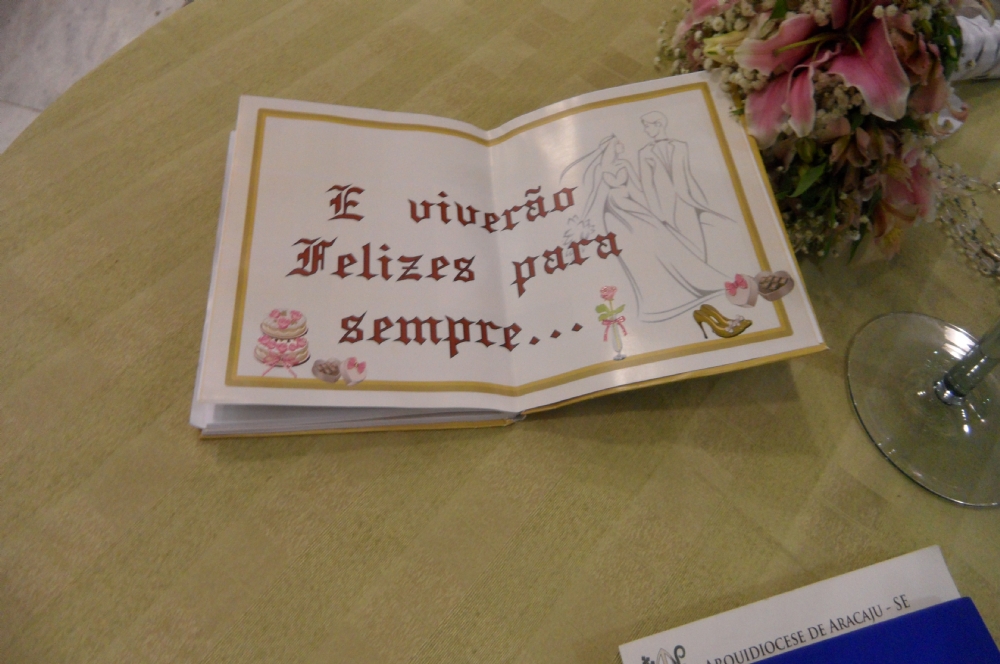 E viverão
Felizes para
sempre...
ARQUIDIOCESE DE ARACAJU - SE